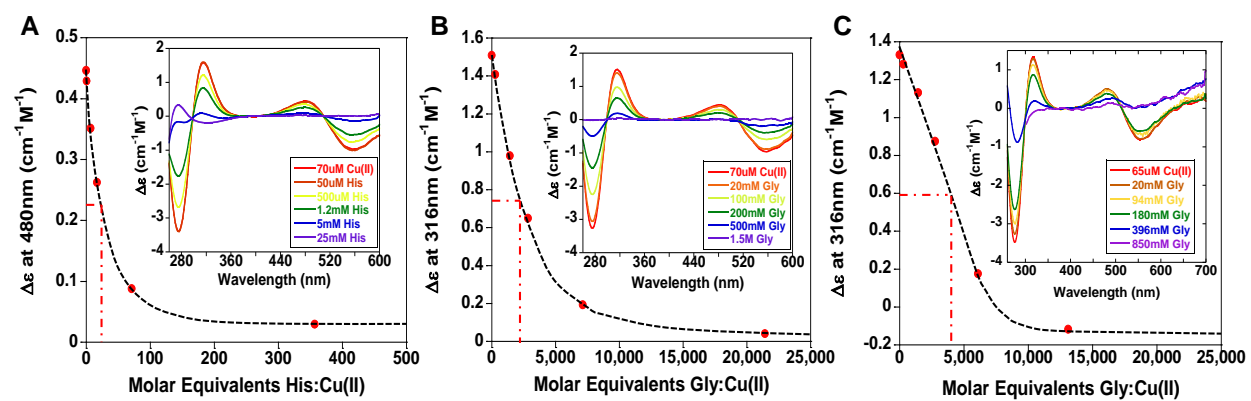 A
Δε at 480nm (cm⁻¹M⁻¹)
0.5
0.4
0.3
0.2
0.1
0
0 100 200 300 400 500
Molar Equivalents His:Cu(II)
Δε (cm⁻¹M⁻¹)
2
1
0
-1
-2
-3
-4
280 360 440 520 600
Wavelength (nm)
70uM Cu(II)
50uM His
500uM His
1.2mM His
5mM His
25mM His
B
Δε at 316nm (cm⁻¹M⁻¹)
1.6
1.4
1.2
1
0.8
0.6
0.4
0.2
0
0 5,000 10,000 15,000 20,000 25,000
Molar Equivalents Gly:Cu(II)
Δε (cm⁻¹M⁻¹)
2
1
0
-1
-2
-3
-4
280 360 440 520 600
Wavelength (nm)
70uM Cu(II)
20mM Gly
100mM Gly
200mM Gly
500mM Gly
1.5M Gly
C
Δε at 316nm (cm⁻¹M⁻¹)
1.4
1.2
1
0.8
0.6
0.4
0.2
0
-0.2
0 5,000 10,000 15,000 20,000 25,000
Molar Equivalents Gly:Cu(II)
Δε (cm⁻¹M⁻¹)
1
0
-1
-2
-3
-4
300 400 500 600 700
Wavelength (nm)
65uM Cu(II)
20mM Gly
94mM Gly
180mM Gly
396mM Gly
850mM Gly